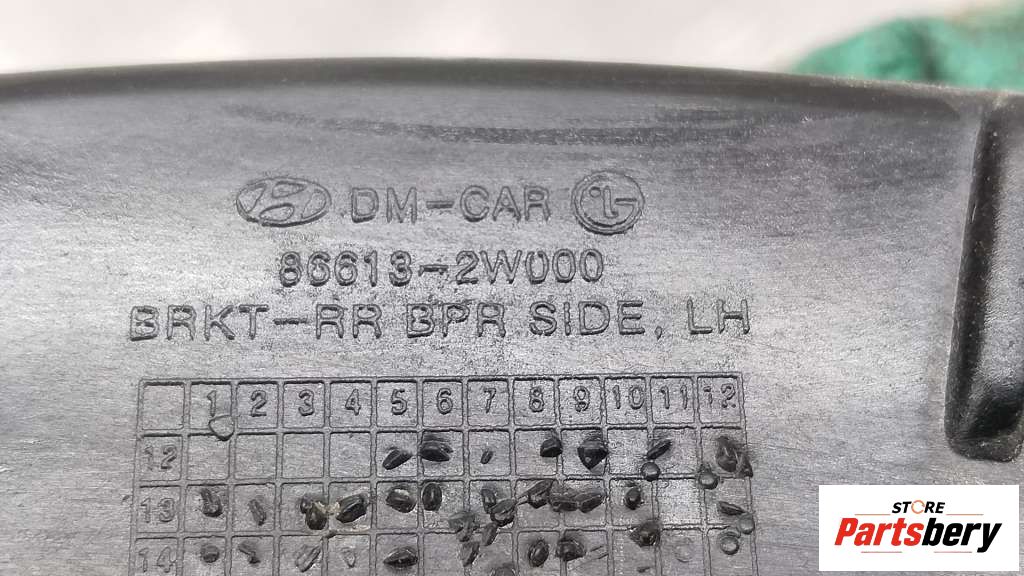 DM-CAR LG
86613-2W000
BRKT-RR BPR SIDE, LH
1 2 3 4 5 6 7 8 9 10 11 12
12
13
14
STORE
Partsbery